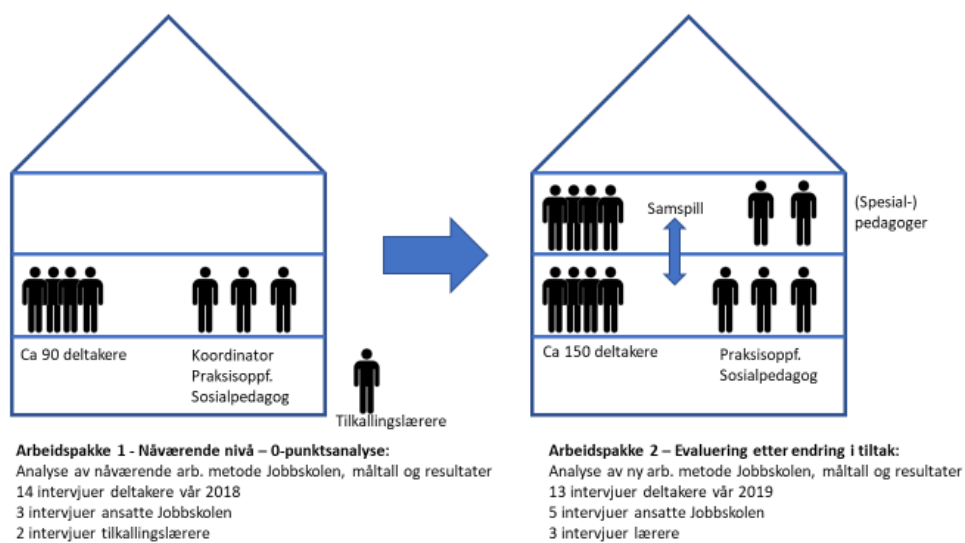 Ca 90 deltakere
Koordinator
Praksisoppf.
Sosialpedagog
Tilkallingslærere
Samspill
(Spesial-)
pedagoger
Ca 150 deltakere
Praksisoppf.
Sosialpedagog
Arbeidspakke 1 - Nåværende nivå – 0-punktsanalyse:
Analyse av nåværende arb. metode Jobbskolen, måltall og resultater
14 intervjuer deltakere vår 2018
3 intervjuer ansatte Jobbskolen
2 intervjuer tilkallingslærere
Arbeidspakke 2 – Evaluering etter endring i tiltak:
Analyse av ny arb. metode Jobbskolen, måltall og resultater
13 intervjuer deltakere vår 2019
5 intervjuer ansatte Jobbskolen
3 intervjuer lærere